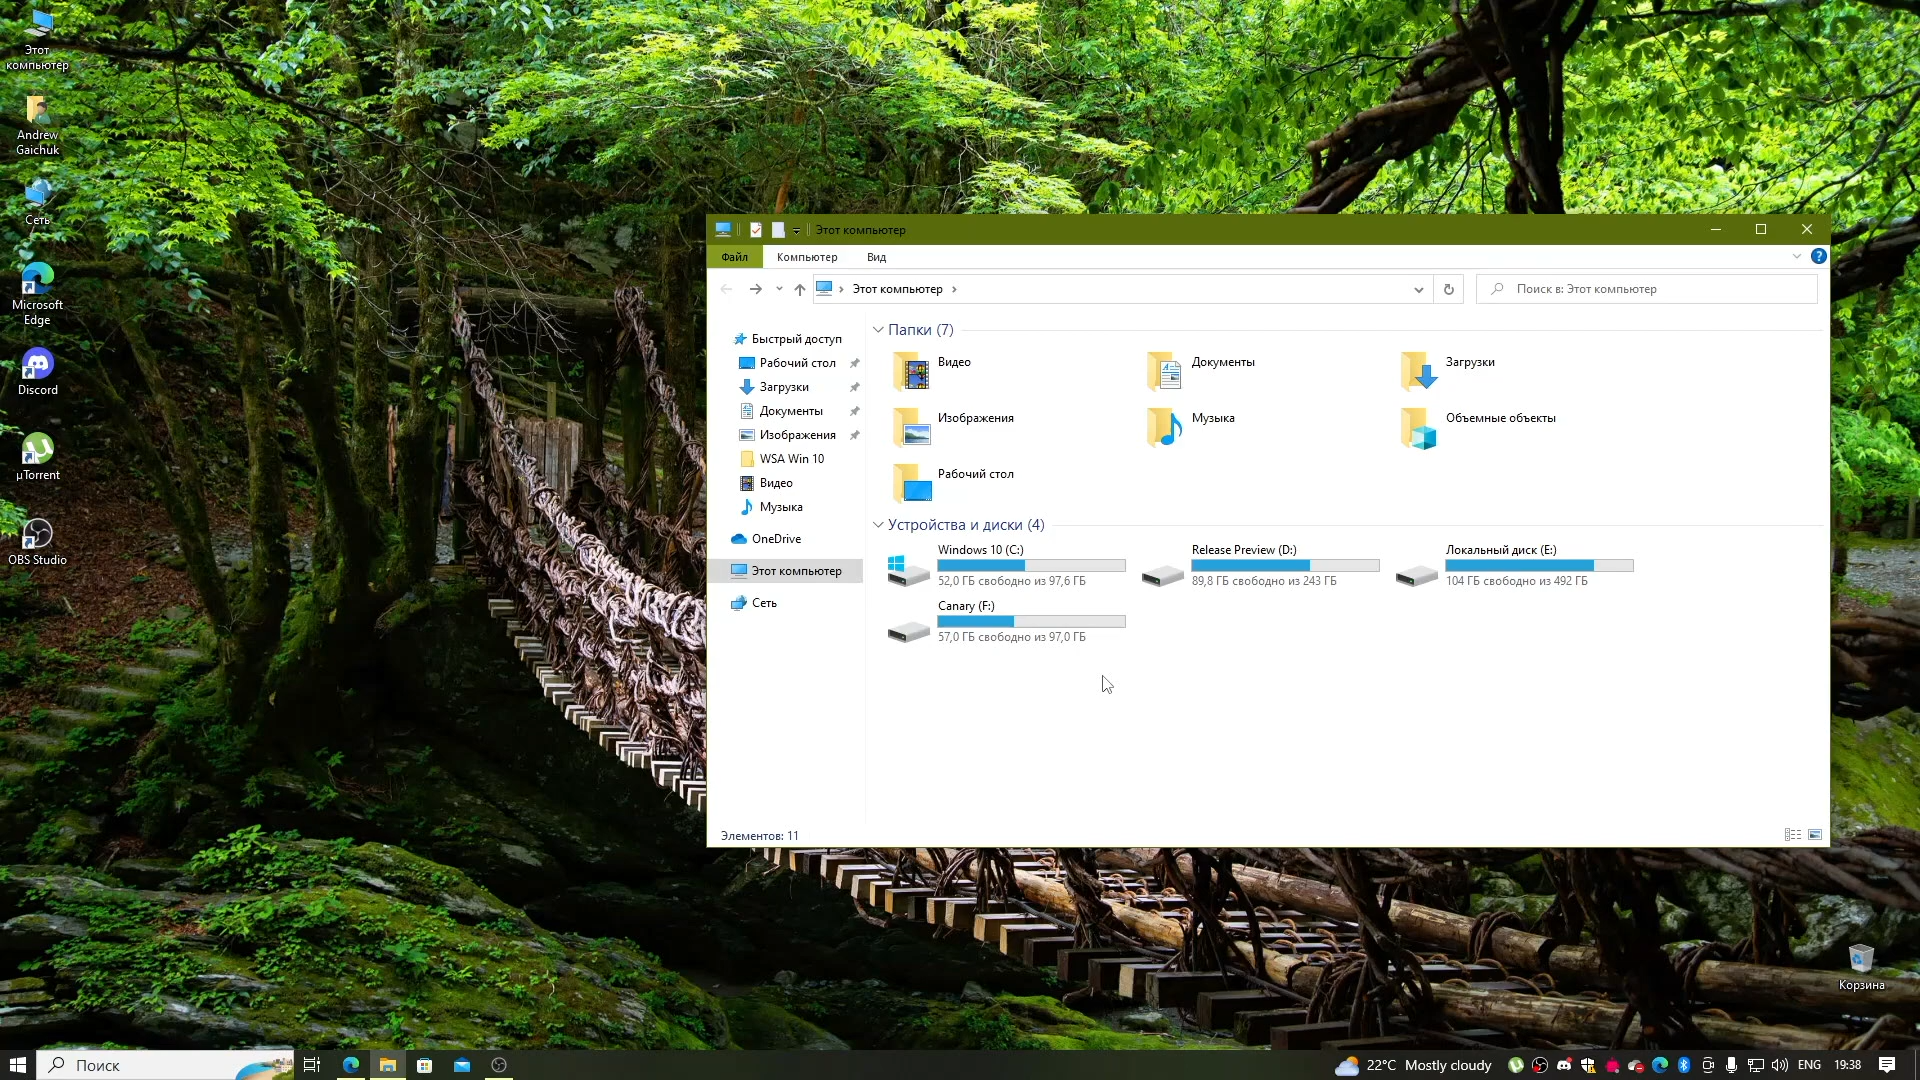 Этот
компьютер
Andrew
Gaichuk
Сеть
Microsoft
Edge
Discord
µTorrent
OBS Studio
Этот компьютер
Файл
Компьютер
Вид
Этот компьютер
Поиск в: Этот компьютер
Быстрый доступ
Рабочий стол
Загрузки
Документы
Изображения
WSA Win 10
Видео
Музыка
OneDrive
Этот компьютер
Сеть
Папки (7)
Видео
Документы
Загрузки
Изображения
Музыка
Объемные объекты
Рабочий стол
Устройства и диски (4)
Windows 10 (C:)
52,0 ГБ свободно из 97,6 ГБ
Release Preview (D:)
89,8 ГБ свободно из 243 ГБ
Локальный диск (E:)
104 ГБ свободно из 492 ГБ
Canary (F:)
57,0 ГБ свободно из 97,0 ГБ
Элементов: 11
Корзина
Поиск
22°C Mostly cloudy
ENG
19:38